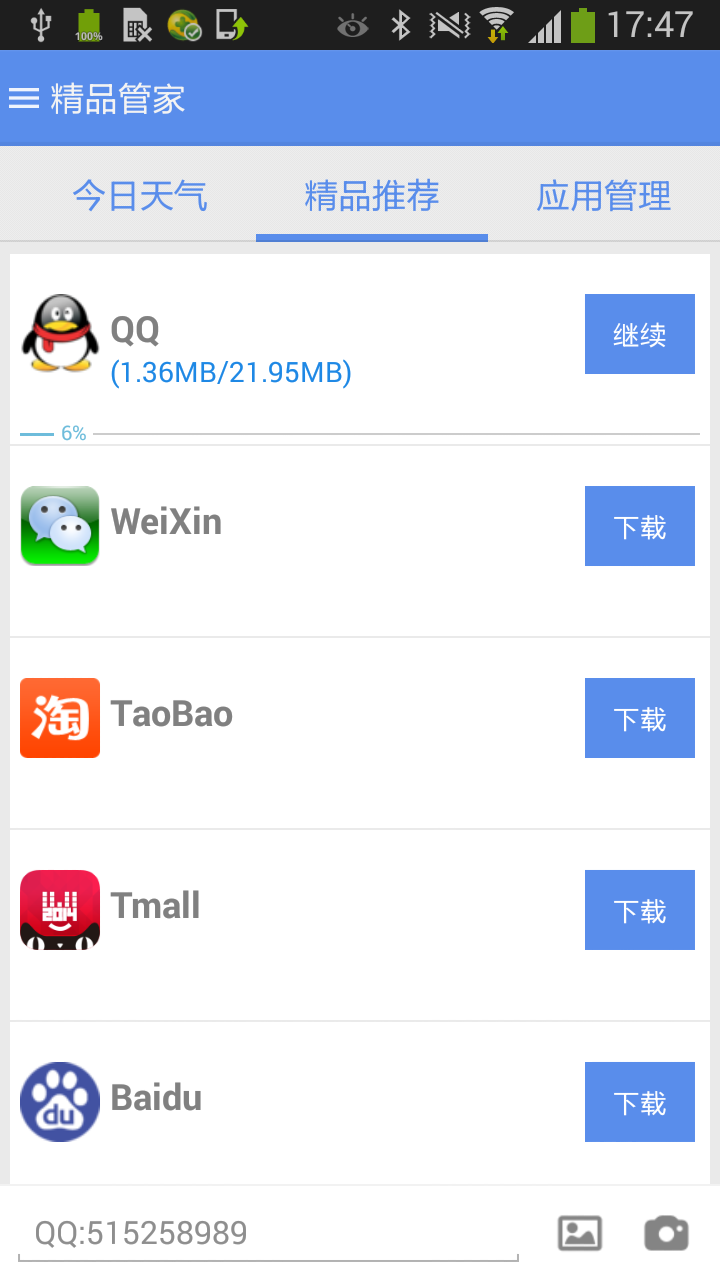 100%
17:47
精品管家
今日天气
精品推荐
应用管理
QQ
继续
(1.36MB/21.95MB)
6%
WeiXin
下载
淘
TaoBao
下载
11.11
2014
Tmall
下载
du
Baidu
下载
QQ:515258989